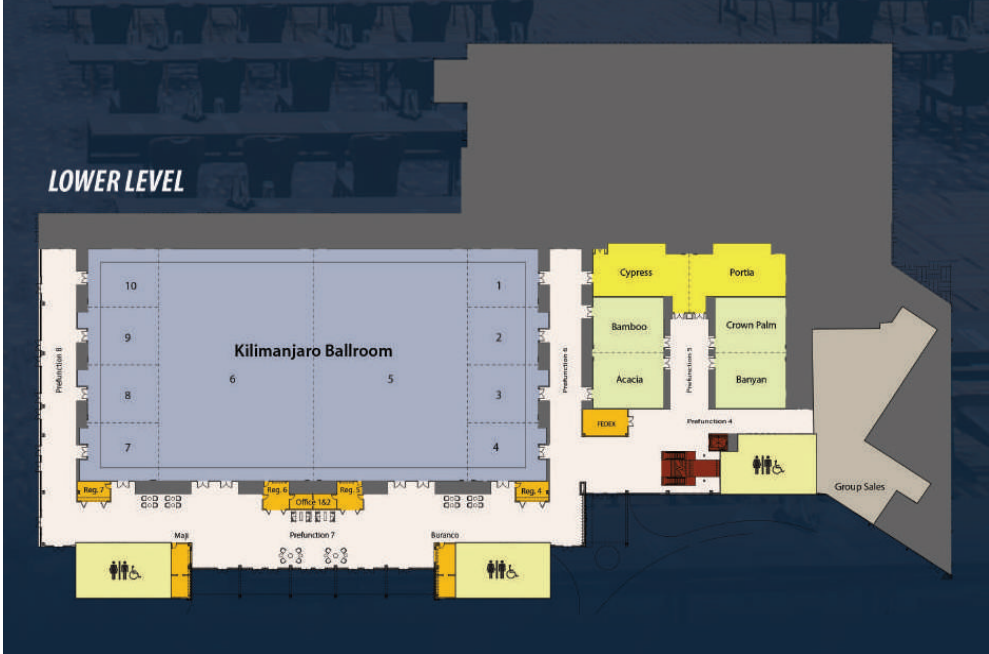 LOWER LEVEL
Cypress
Portia
10
1
Bamboo
Crown Palm
9
2
Kilimanjaro Ballroom
Prefunction 8
Prefunction 6
Prefunction 5
6
5
Acacia
Banyan
8
3
FEDEX
Prefunction 4
7
4
Group Sales
Reg. 7
Reg. 6
Reg. 5
Reg. 4
Office 1&2
Maji
Prefunction 7
Buranco